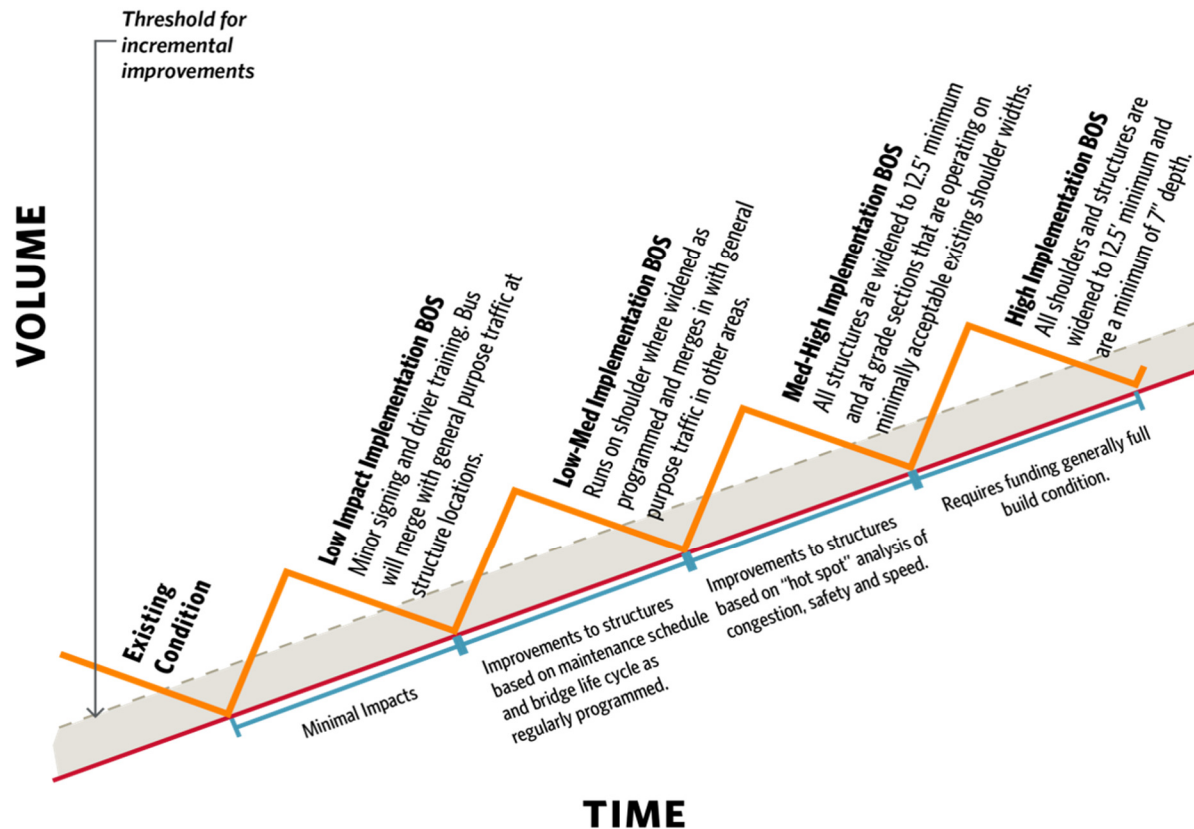 Threshold for
incremental
improvements
VOLUME
Existing
Condition
Low Impact Implementation BOS
Minor signing and driver training. Bus
will merge with general purpose traffic at
structure locations.
Low-Med Implementation BOS
Runs on shoulder where widened as
programmed and merges in with general
purpose traffic in other areas.
Med-High Implementation BOS
All structures are widened to 12.5' minimum
and at grade sections that are operating on
minimally acceptable existing shoulder widths.
High Implementation BOS
All shoulders and structures are
widened to 12.5' minimum and
are a minimum of 7" depth.
Minimal Impacts
Improvements to structures
based on maintenance schedule
and bridge life cycle as
regularly programmed.
Improvements to structures
based on “hot spot” analysis of
congestion, safety and speed.
Requires funding generally full
build condition.
TIME